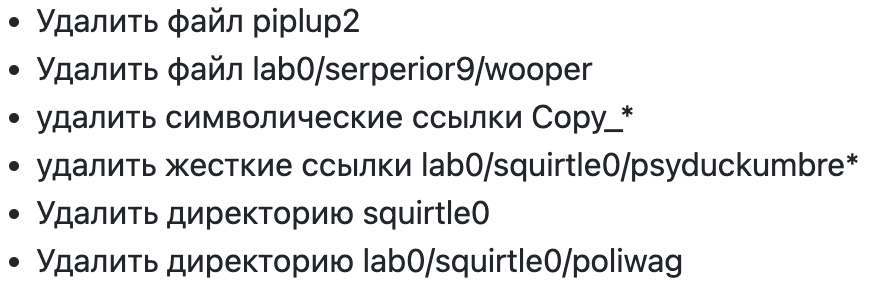 • Удалить файл piplup2
• Удалить файл lab0/serperior9/wooper
• удалить символические ссылки Copy_*
• удалить жесткие ссылки lab0/squirtle0/psyduckumbre*
• Удалить директорию squirtle0
• Удалить директорию lab0/squirtle0/poliwag